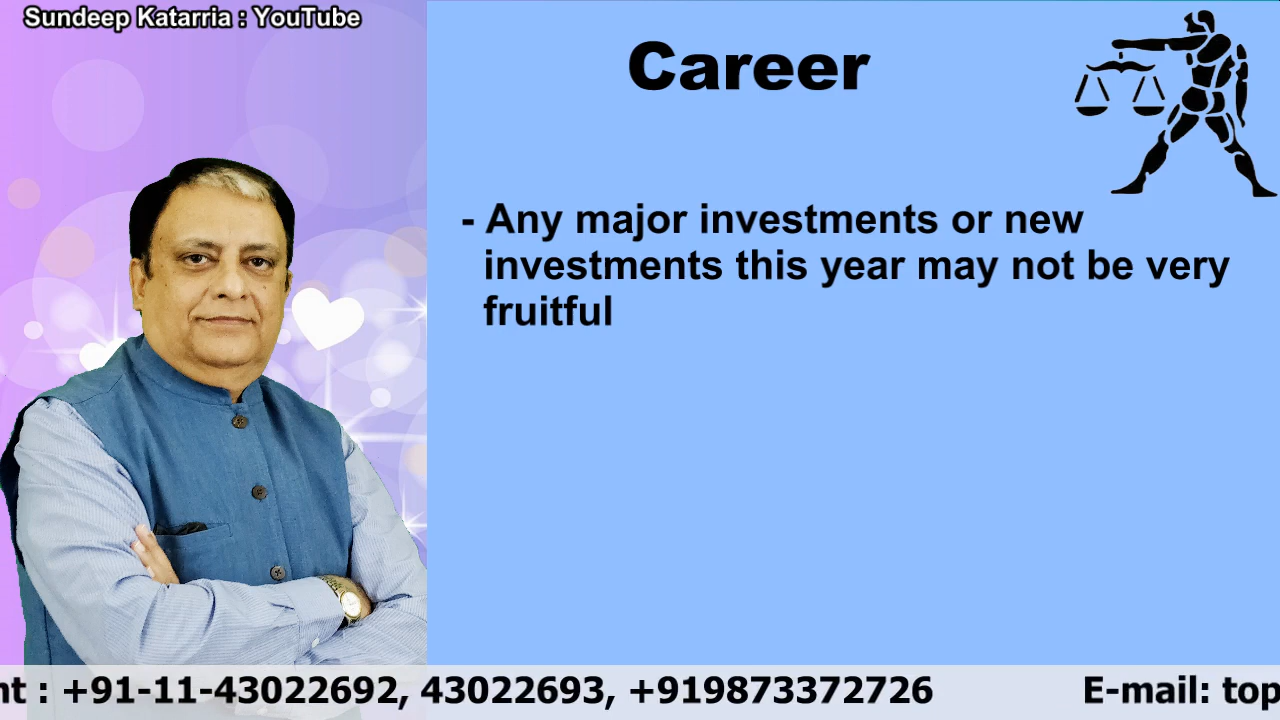 Sundeep Katarria : YouTube
Career
- Any major investments or new
investments this year may not be very
fruitful
nt : +91-11-43022692, 43022693, +919873372726 E-mail: top